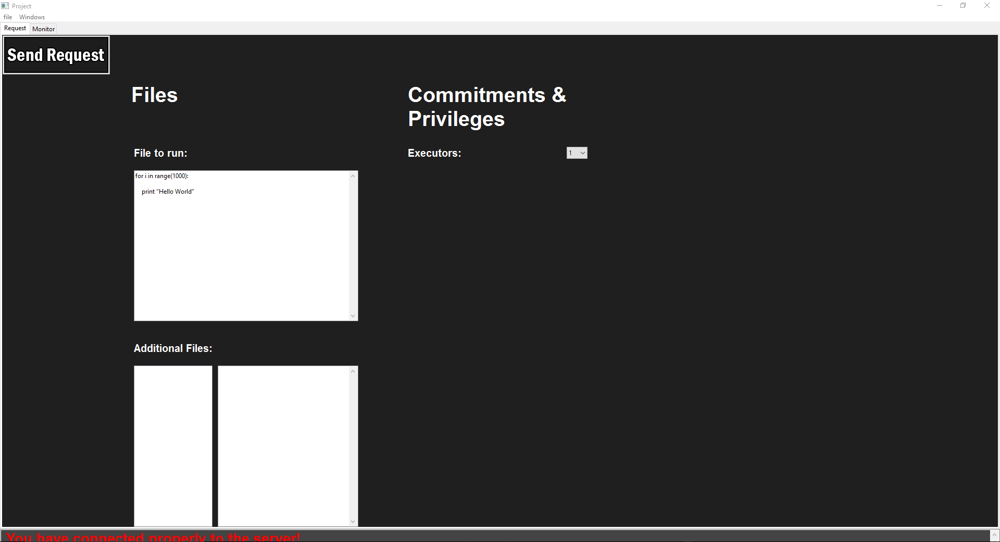 Project
file Windows
Request Monitor
Send Request
Files
Commitments &
Privileges
File to run:
Executors: 1
for i in range(1000):
print "Hello World"
Additional Files:
You have connected properly to the server!